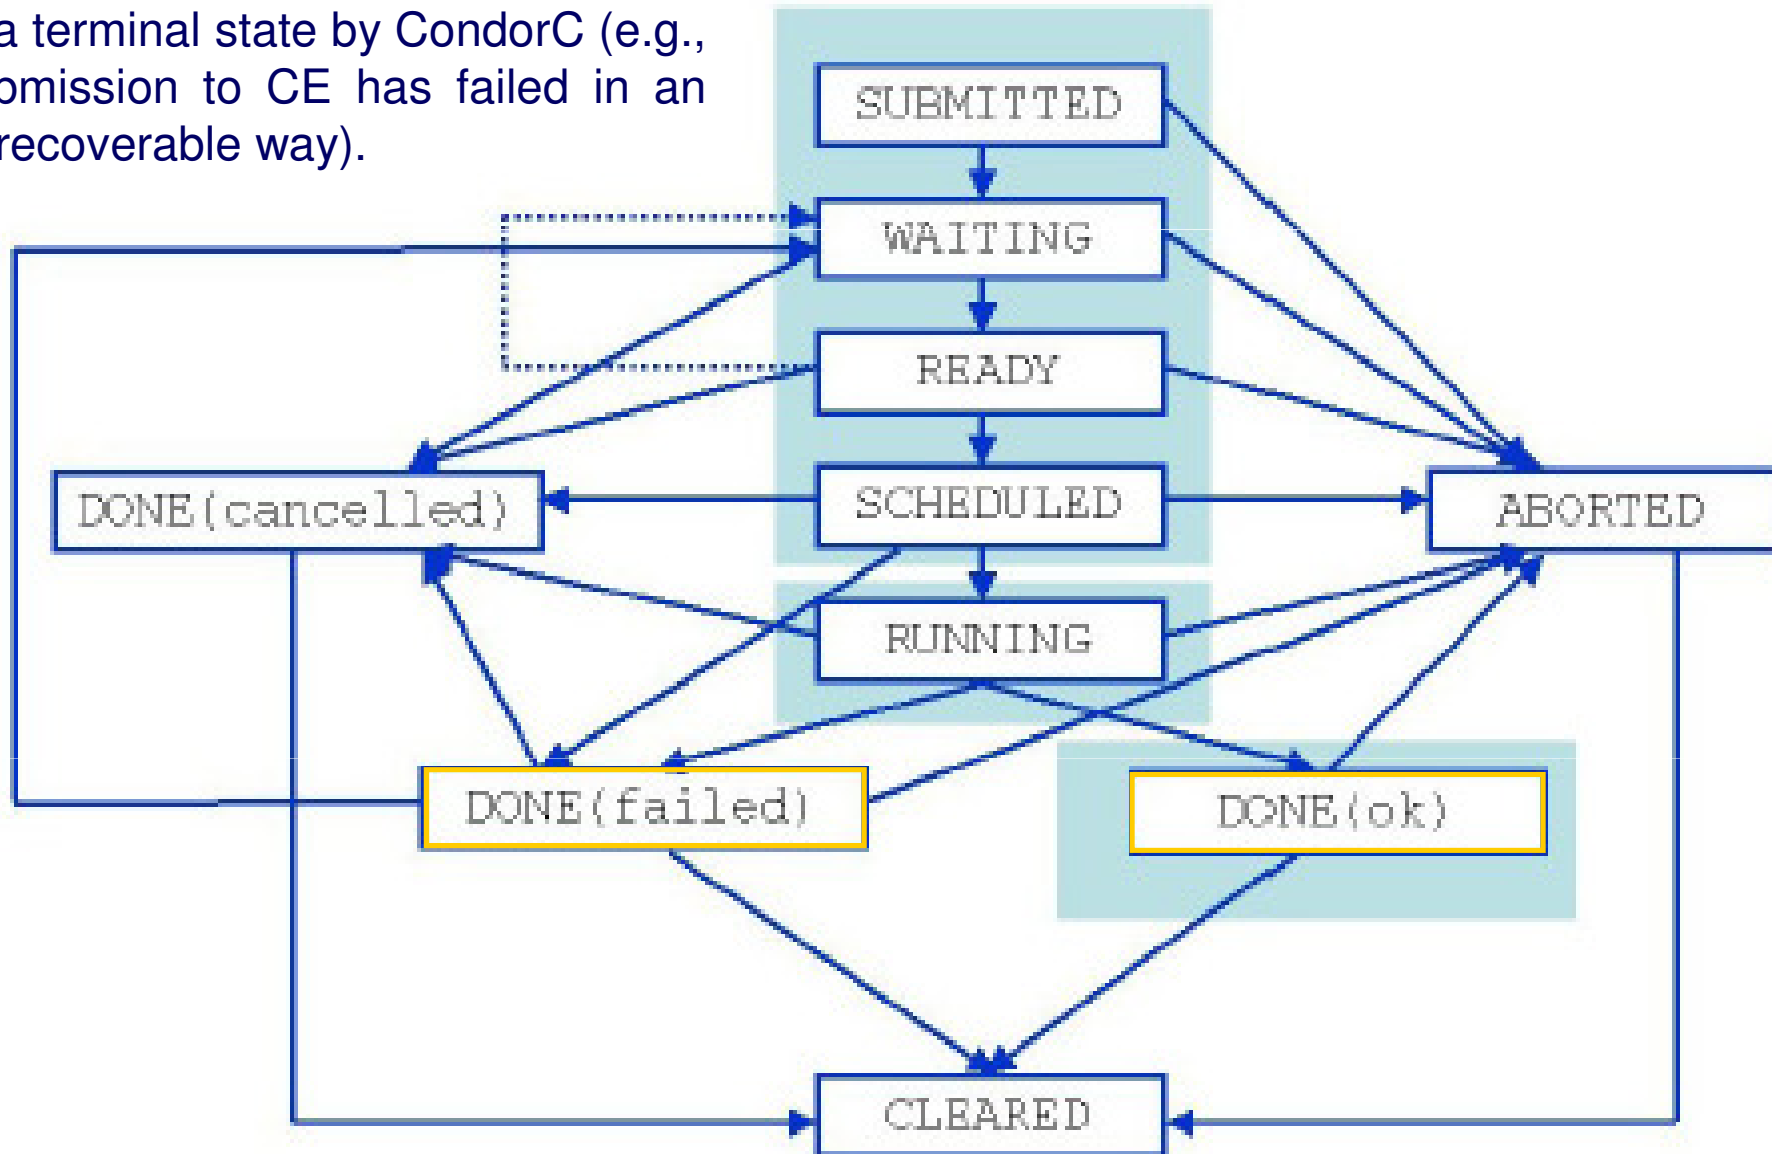 a terminal state by CondorC (e.g.,
bmission to CE has failed in an
recoverable way).
SUBMITTED
WAITING
READY
SCHEDULED
DONE(cancelled)
ABORTED
RUNNING
DONE(failed)
DONE(ok)
CLEARED